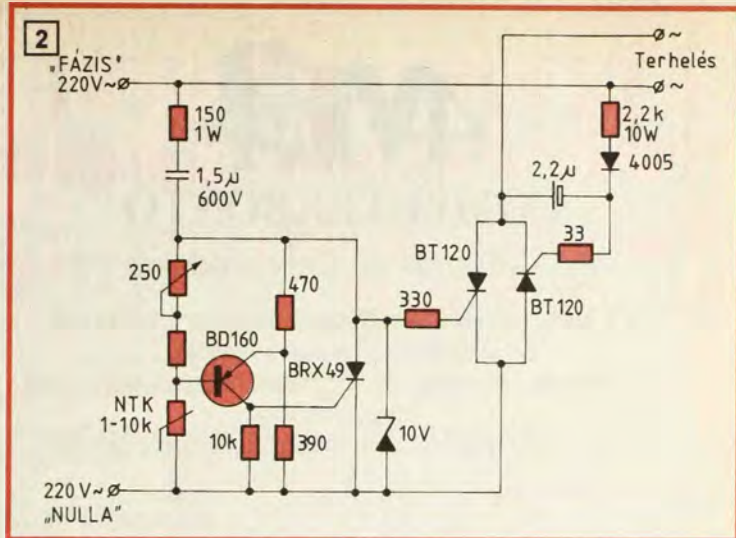 2
"FÁZIS"
220V~
Terhelés
~
~
150
1W
2,2k
10W
1,5µ
600V
2,2µ
4005
250
470
BT120
33
330
BT120
BD160
BRX49
NTK
1-10k
10k
390
10V
220V~
„NULLA”